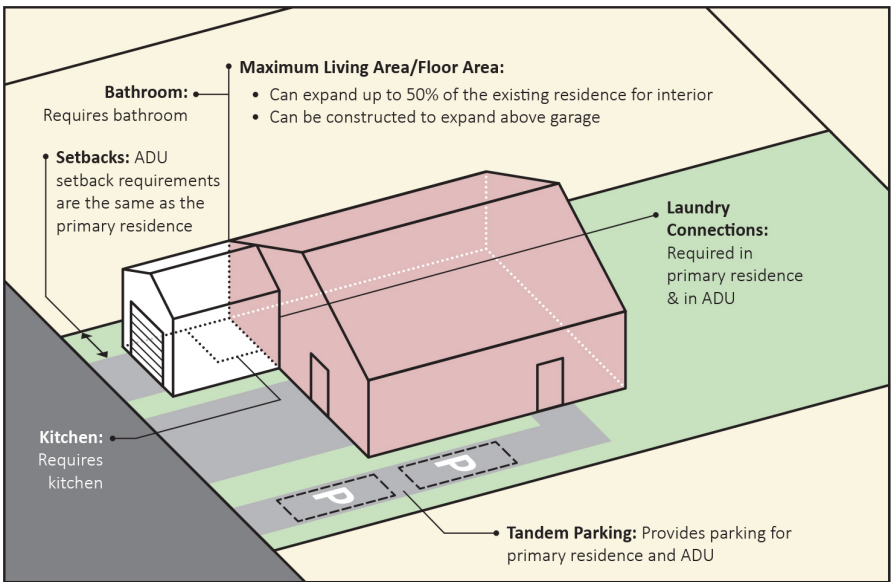 Maximum Living Area/Floor Area:
• Can expand up to 50% of the existing residence for interior
• Can be constructed to expand above garage
Bathroom:
Requires bathroom
Setbacks: ADU
setback requirements
are the same as the
primary residence
Laundry
Connections:
Required in
primary residence
& in ADU
Kitchen:
Requires
kitchen
P
P
Tandem Parking: Provides parking for
primary residence and ADU